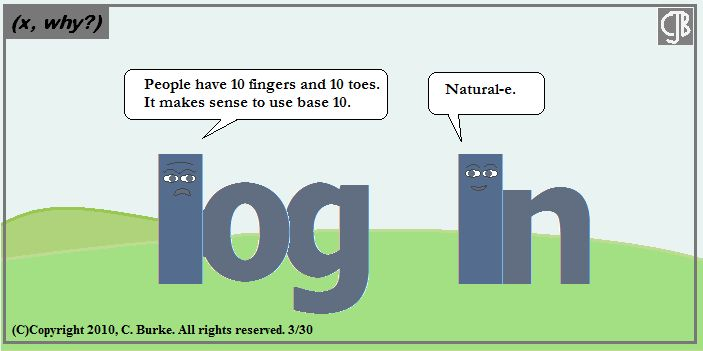 (x, why?)
CJB
People have 10 fingers and 10 toes.
It makes sense to use base 10.
Natural-e.
log
ln
(C)Copyright 2010, C. Burke. All rights reserved. 3/30